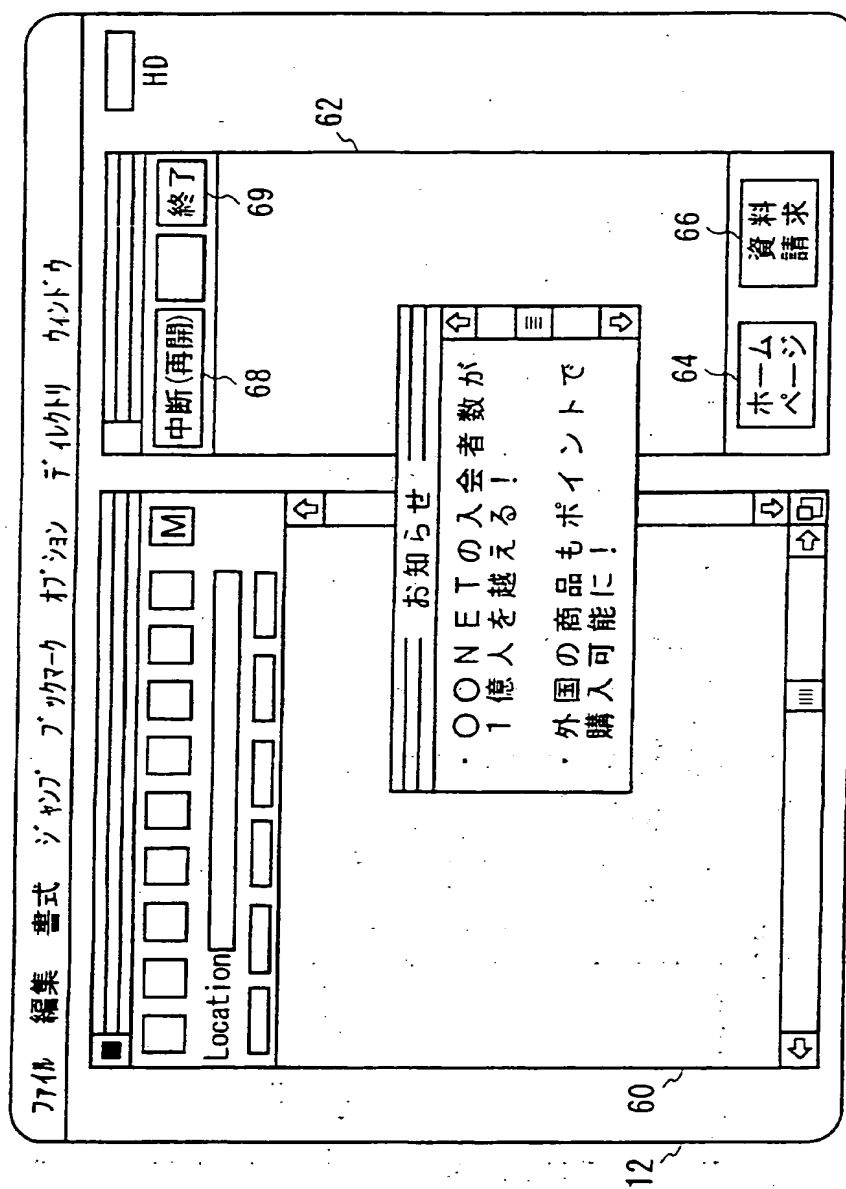 ファイル 編集 書式 ジャンプ ブックマーク オプション ディレクトリ ウィンドウ
HD
M
Location
中断(再開)
終了
68
69
62
お知らせ
・○○NETの入会者数が
1億人を越える!
・外国の商品もポイントで
購入可能に!
64
66
ホーム
ページ
資料
請求
60
12